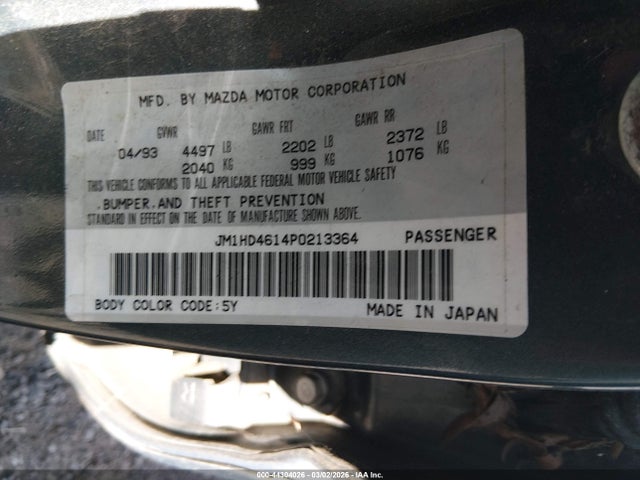 MFD. BY MAZDA MOTOR CORPORATION
DATE GVWR GAWR FRT GAWR RR
04/93 4497 LB 2202 LB 2372 LB
2040 KG 999 KG 1076 KG
THIS VEHICLE CONFORMS TO ALL APPLICABLE FEDERAL MOTOR VEHICLE SAFETY
BUMPER AND THEFT PREVENTION
STANDARD IN EFFECT ON THE DATE OF MANUFACTURE SHOWN ABOVE.
JM1HD4614P0213364 PASSENGER
BODY COLOR CODE:5Y MADE IN JAPAN
000-44304026 - 03/02/2026 - IAA Inc.